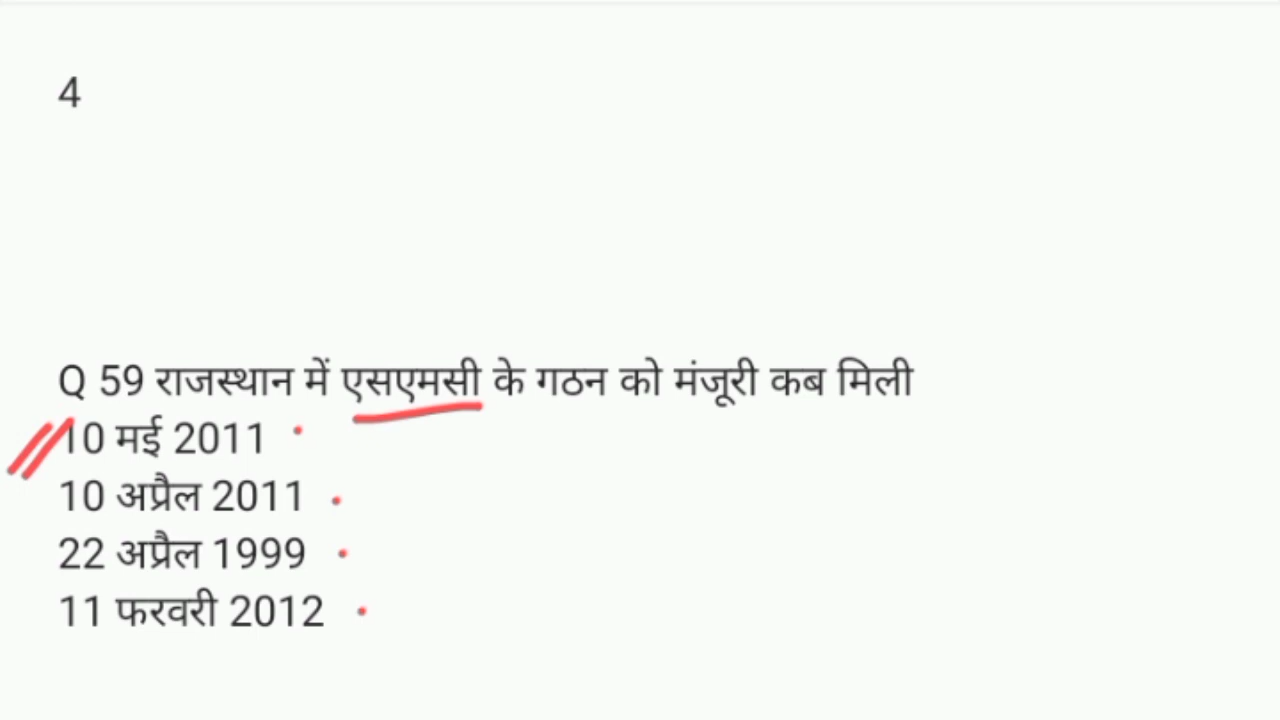 4
Q 59 राजस्थान में एसएमसी के गठन को मंजूरी कब मिली
10 मई 2011
10 अप्रैल 2011
22 अप्रैल 1999
11 फरवरी 2012